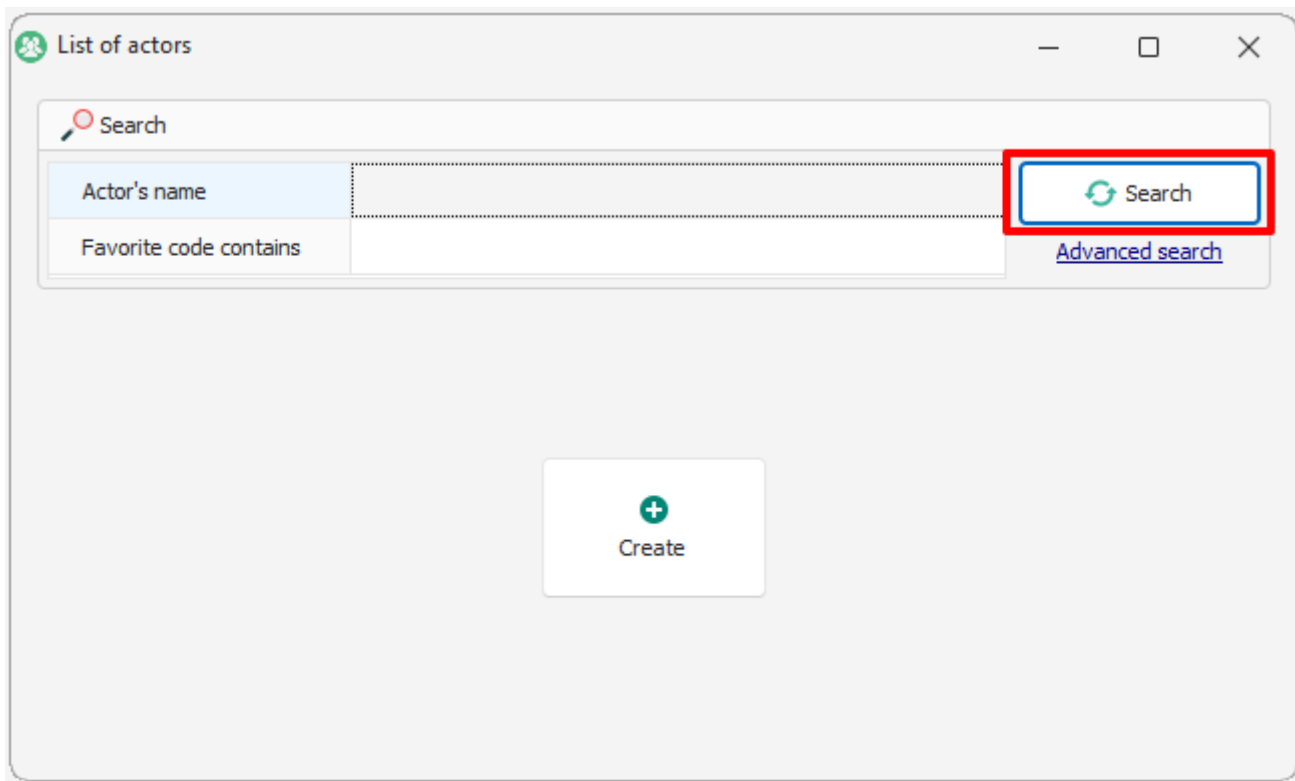 List of actors
Search
Actor's name
Search
Favorite code contains
Advanced search
Create